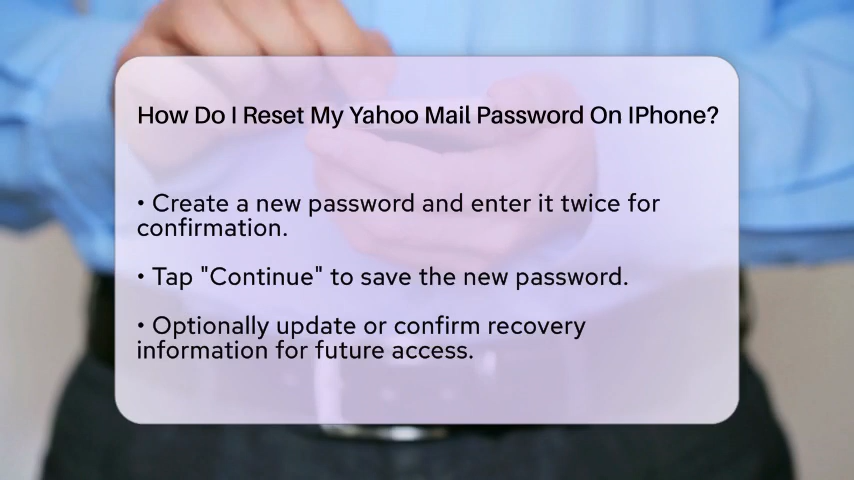 How Do I Reset My Yahoo Mail Password On IPhone?
• Create a new password and enter it twice for
confirmation.
• Tap "Continue" to save the new password.
• Optionally update or confirm recovery
information for future access.